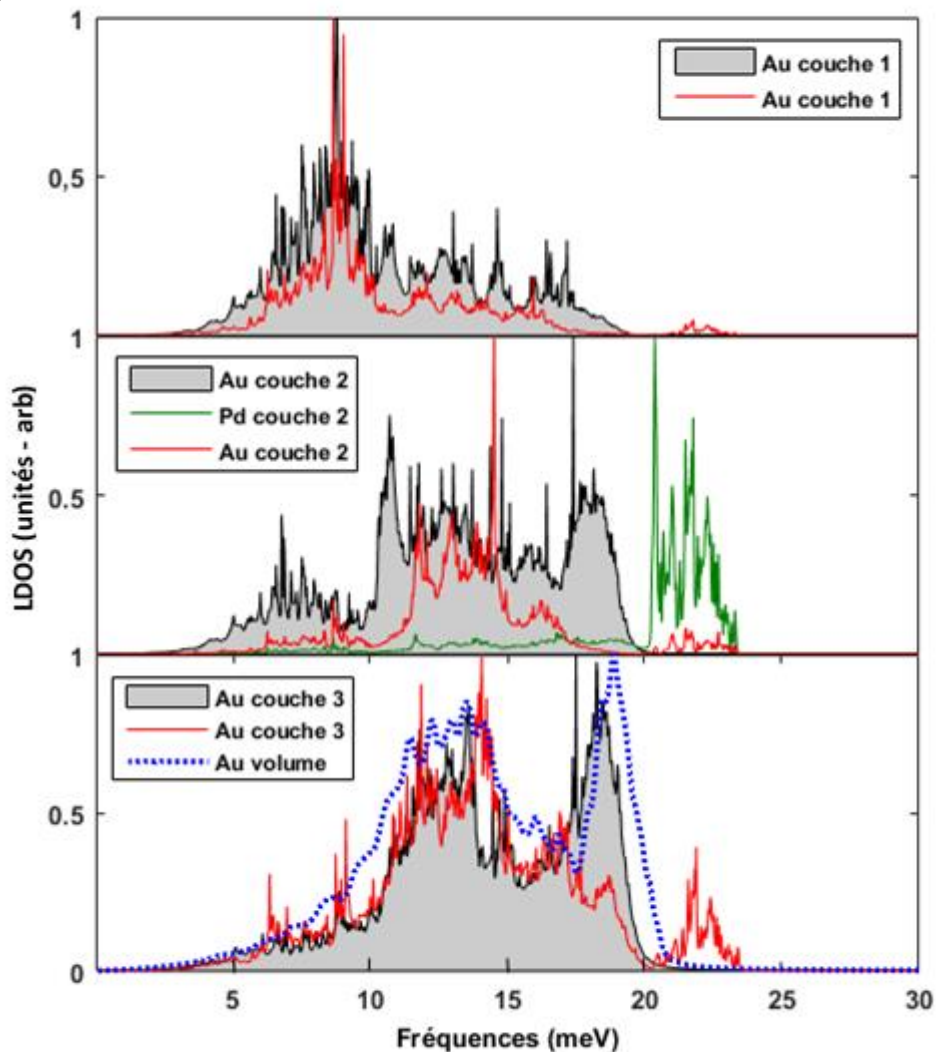 1
Au couche 1
Au couche 1
0,5
1
Au couche 2
Pd couche 2
Au couche 2
0.5
1
Au couche 3
Au couche 3
Au volume
0.5
0
LDOS (unités - arb)
5
10
15
20
25
30
Fréquences (meV)